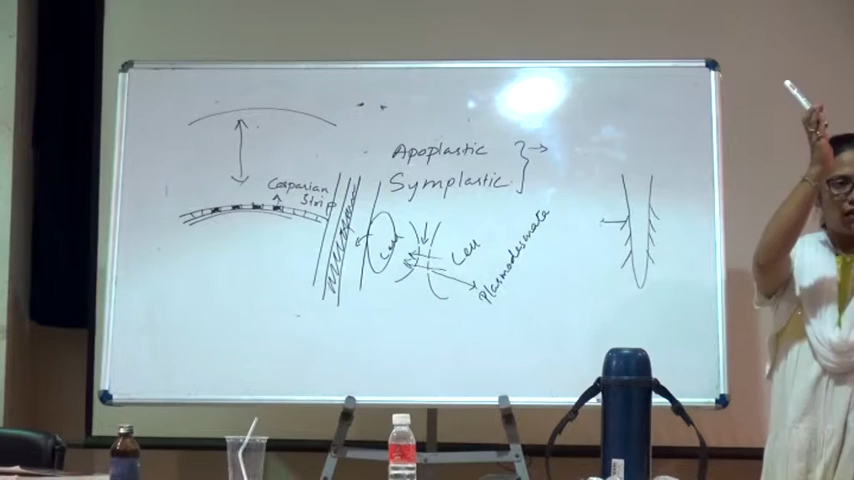 Apoplastic
Symplastic
Casparian
Strip
Cell
Cell
Plasmodesmata